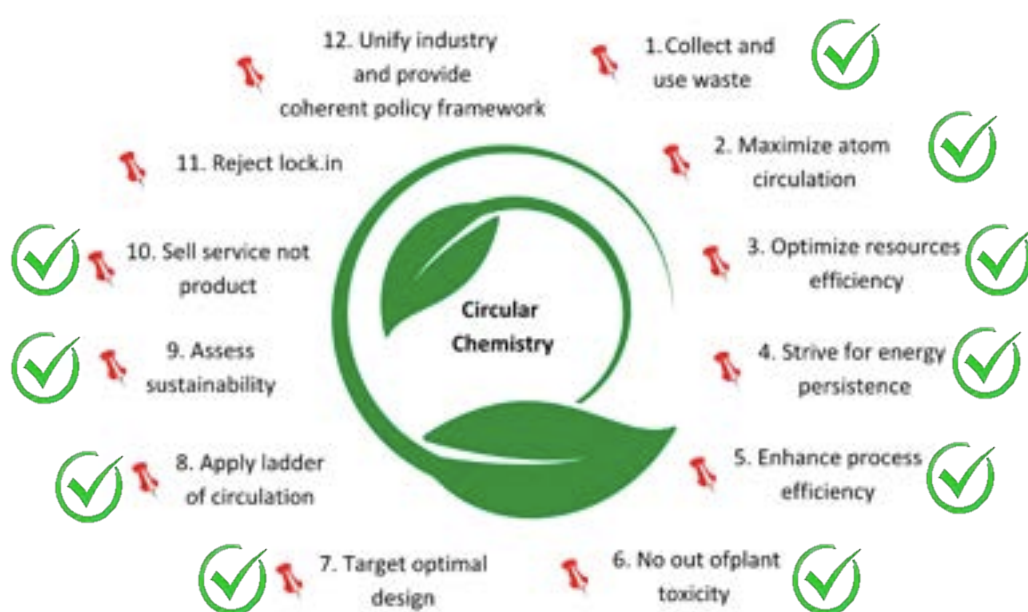 12. Unify industry
and provide
coherent policy framework
1. Collect and
use waste
2. Maximize atom
circulation
3. Optimize resources
efficiency
4. Strive for energy
persistence
5. Enhance process
efficiency
6. No out ofplant
toxicity
7. Target optimal
design
8. Apply ladder
of circulation
9. Assess
sustainability
10. Sell service not
product
11. Reject lock.in
Circular
Chemistry